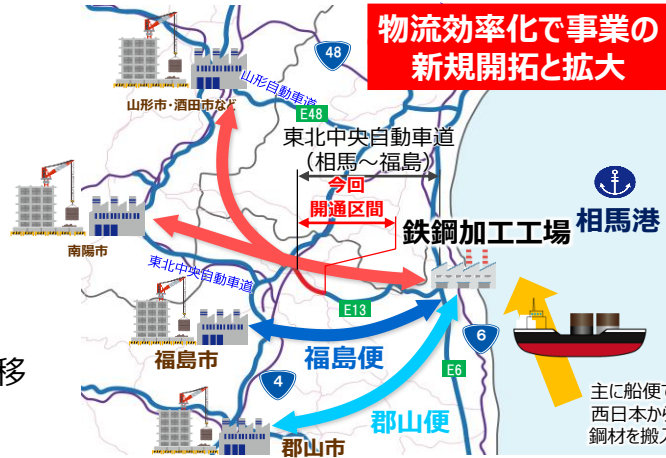 物流効率化で事業の
新規開拓と拡大
48
山形市・酒田市など
山形自動車道
E48
東北中央自動車道
(相馬~福島)
今回
開通区間
相馬港
鉄鋼加工工場
南陽市
東北中央自動車道
E13
福島市
福島便
6
移
4
E6
郡山便
郡山市
主に船便で
西日本から
鋼材を搬入